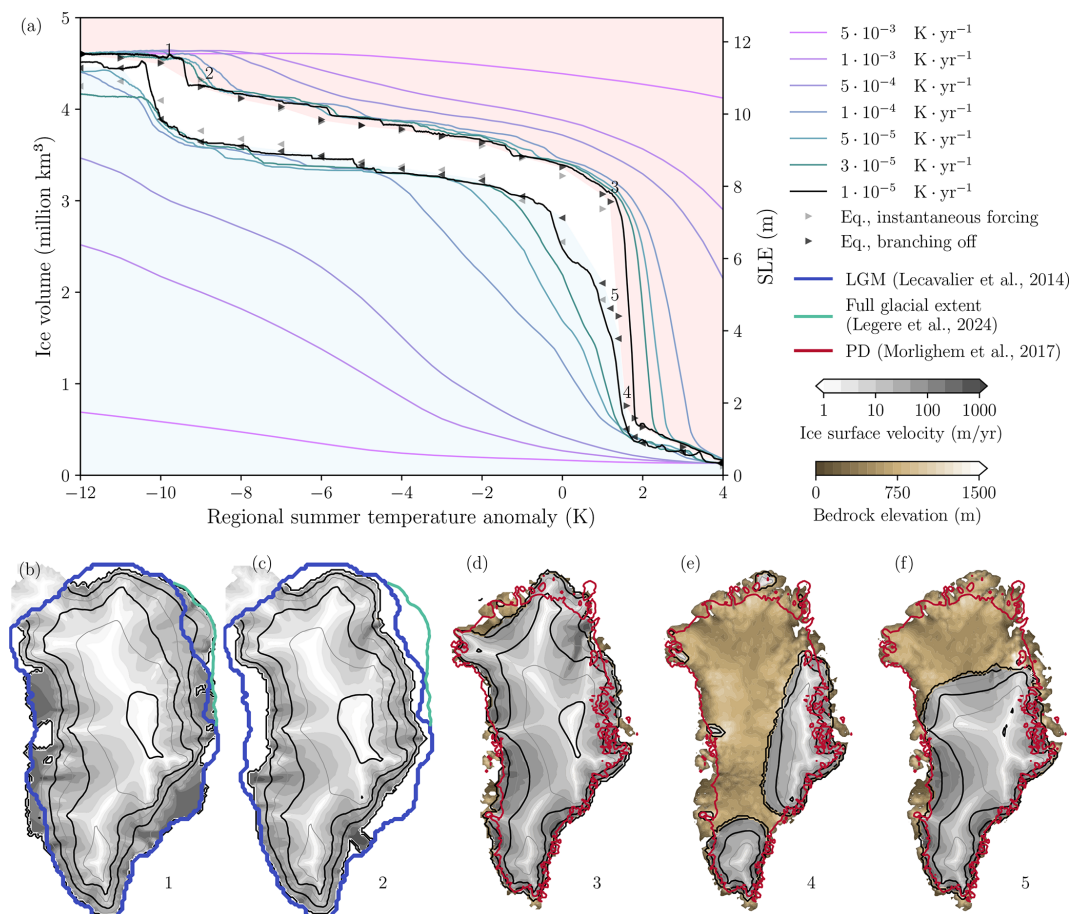 (a)
5
4
3
2
1
0
Ice volume (million km³)
−12
−10
−8
−6
−4
−2
0
2
4
Regional summer temperature anomaly (K)
12
10
8
6
4
2
0
SLE (m)
1
2
3
5
4
5 · 10⁻³ K · yr⁻¹
1 · 10⁻³ K · yr⁻¹
5 · 10⁻⁴ K · yr⁻¹
1 · 10⁻⁴ K · yr⁻¹
5 · 10⁻⁵ K · yr⁻¹
3 · 10⁻⁵ K · yr⁻¹
1 · 10⁻⁵ K · yr⁻¹
Eq., instantaneous forcing
Eq., branching off
LGM (Lecavalier et al., 2014)
Full glacial extent
(Legere et al., 2024)
PD (Morlighem et al., 2017)
1 10 100 1000
Ice surface velocity (m/yr)
0 750 1500
Bedrock elevation (m)
(b) (c) (d) (e) (f)
1 2 3 4 5